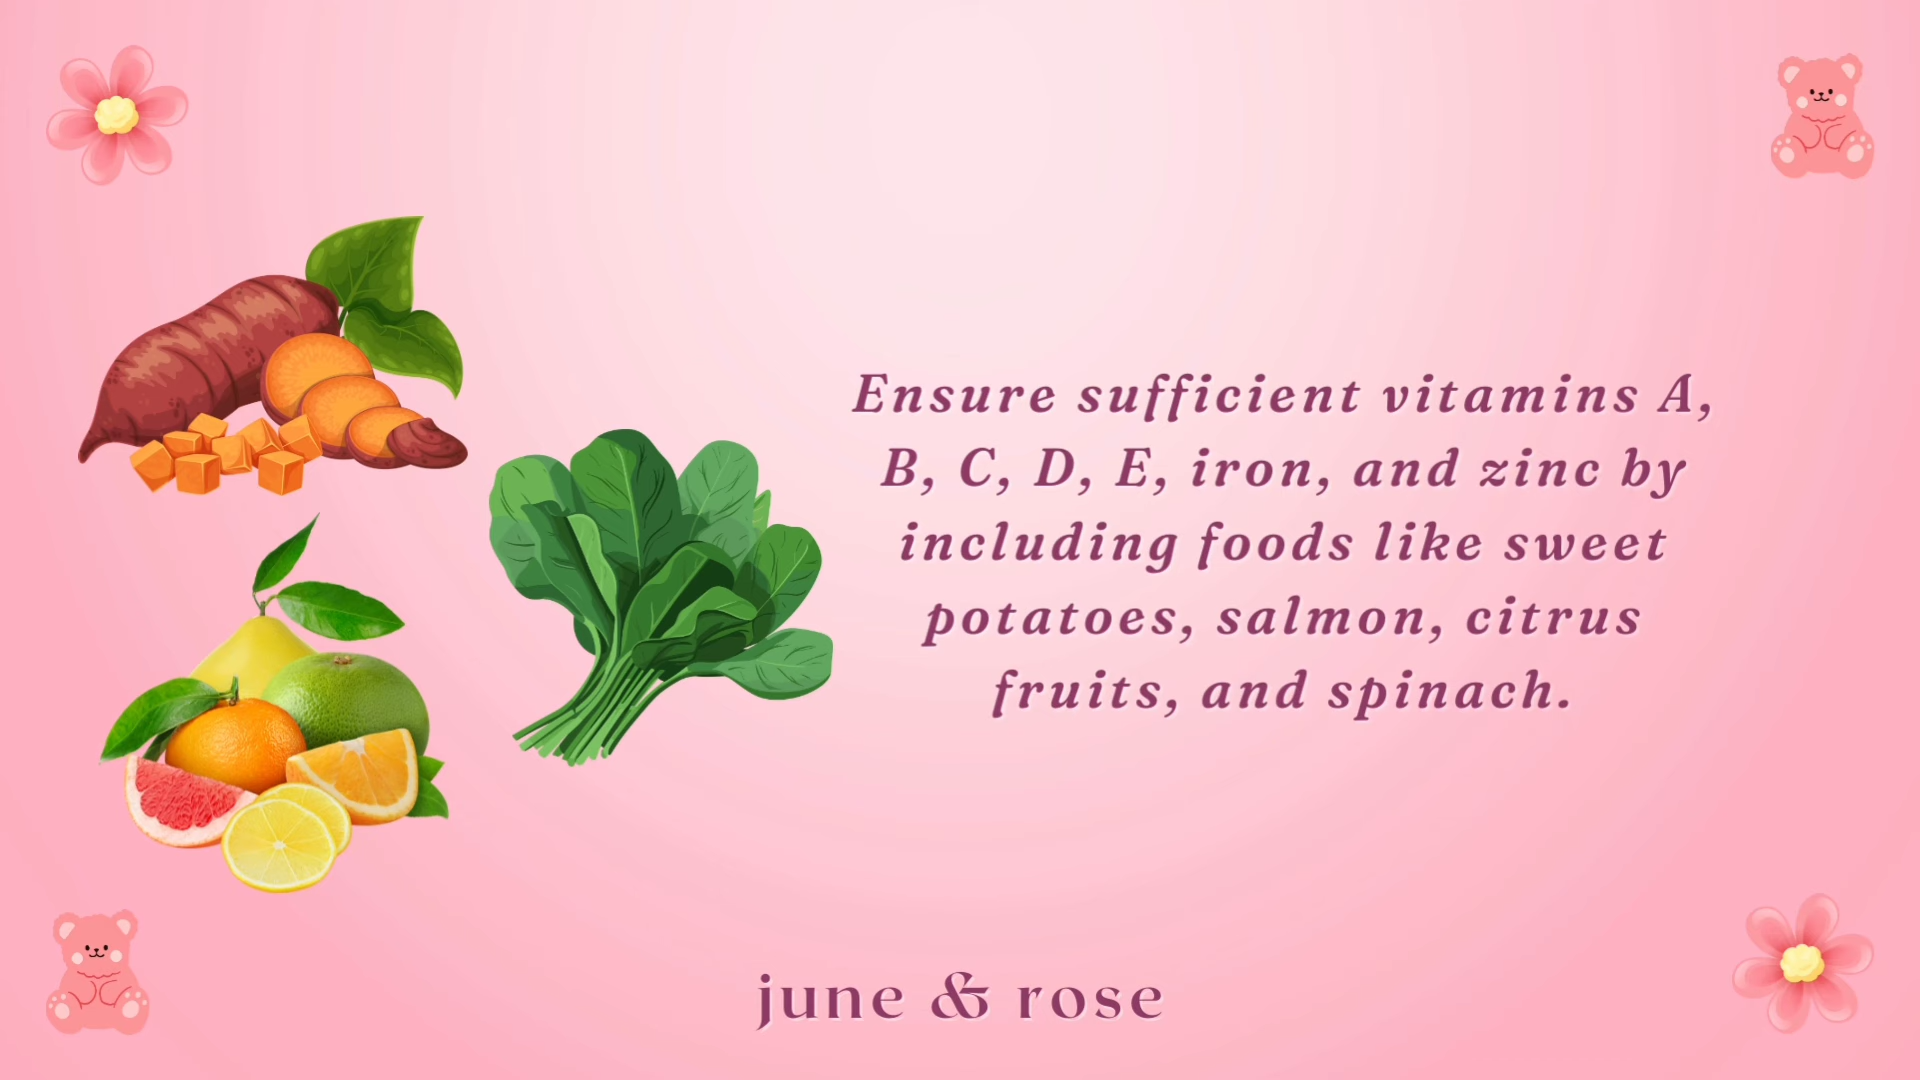 Ensure sufficient vitamins A,
B, C, D, E, iron, and zinc by
including foods like sweet
potatoes, salmon, citrus
fruits, and spinach.
june & rose